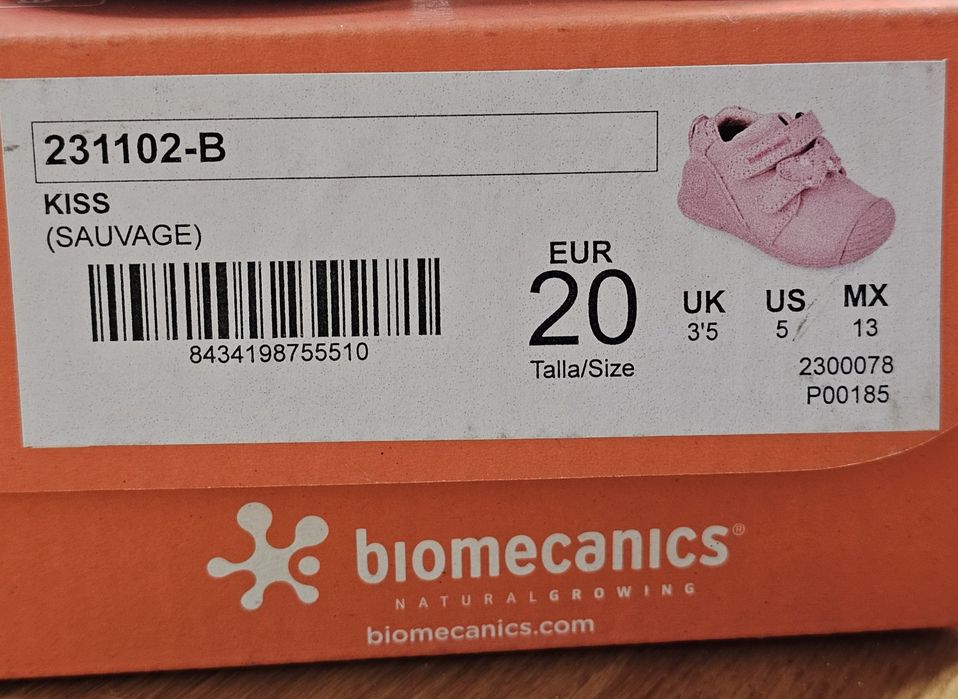 231102-B
KISS
(SAUVAGE)
8434198755510
EUR
20
Talla/Size
UK US MX
3'5 5 13
2300078
P00185
biomecanics®
NATURALGROWING
biomecanics.com